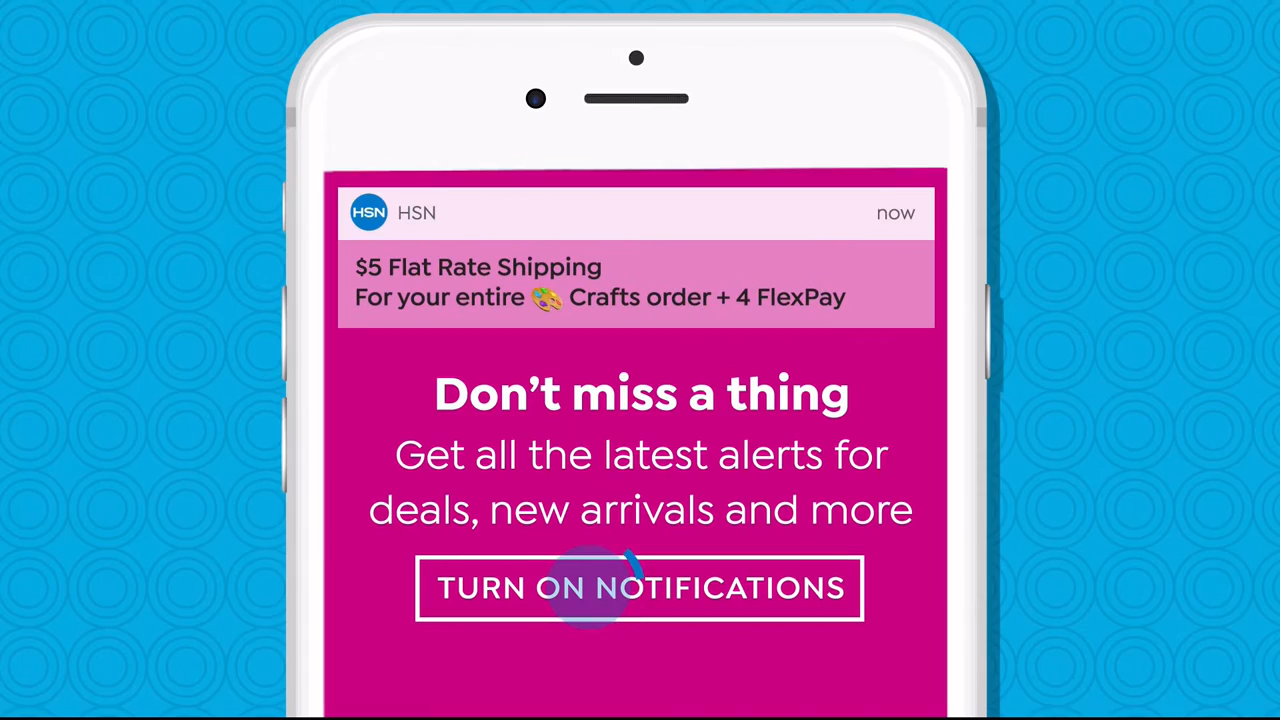 HSN HSN now
$5 Flat Rate Shipping
For your entire 🎨 Crafts order + 4 FlexPay
Don't miss a thing
Get all the latest alerts for
deals, new arrivals and more
TURN ON NOTIFICATIONS